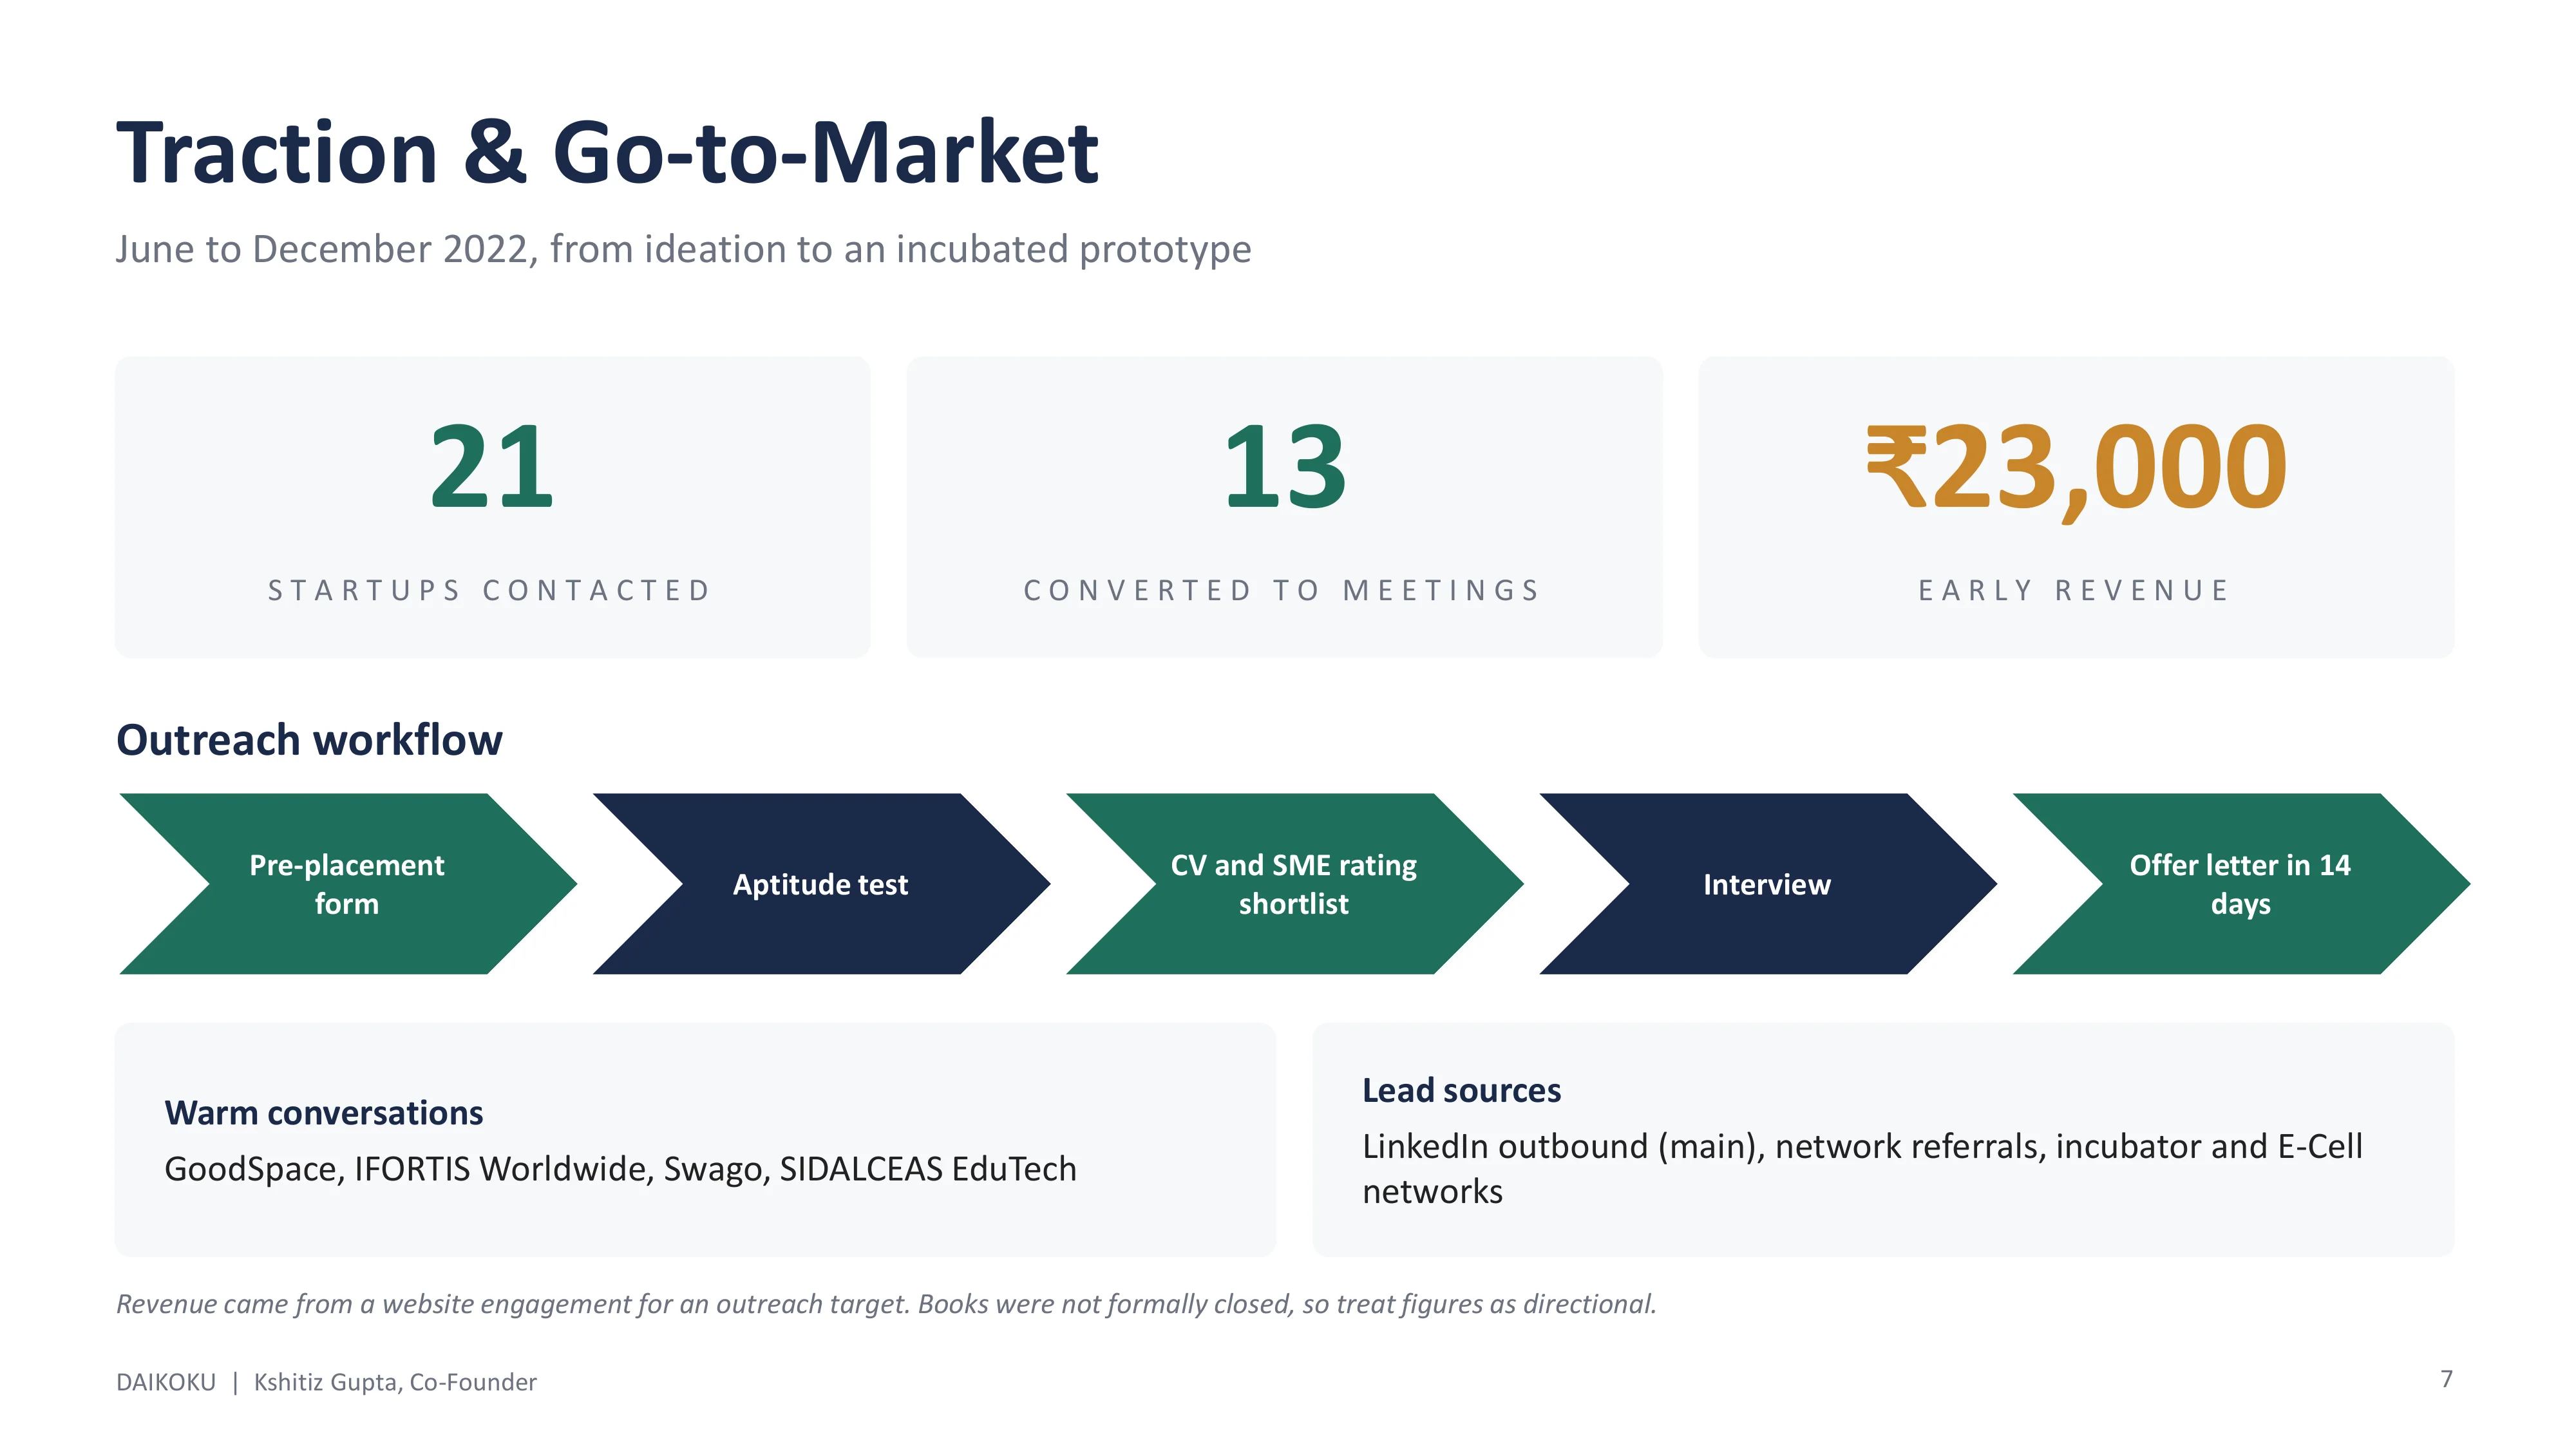 Traction & Go-to-Market
June to December 2022, from ideation to an incubated prototype
21
STARTUPS CONTACTED
13
CONVERTED TO MEETINGS
₹23,000
EARLY REVENUE
Outreach workflow
Pre-placement
form
Aptitude test
CV and SME rating
shortlist
Interview
Offer letter in 14
days
Warm conversations
GoodSpace, IFORTIS Worldwide, Swago, SIDALCEAS EduTech
Lead sources
LinkedIn outbound (main), network referrals, incubator and E-Cell
networks
Revenue came from a website engagement for an outreach target. Books were not formally closed, so treat figures as directional.
DAIKOKU | Kshitiz Gupta, Co-Founder
7